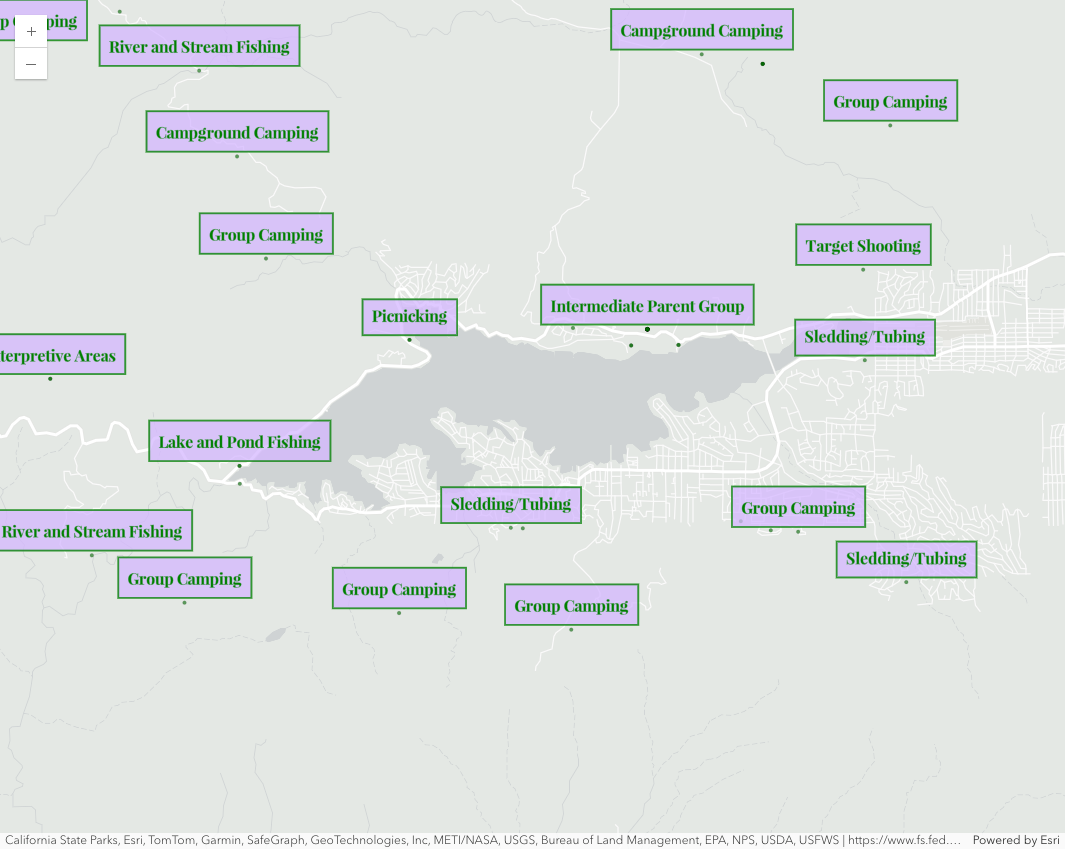 Campground Camping
River and Stream Fishing
Group Camping
Campground Camping
Group Camping
Target Shooting
Intermediate Parent Group
Picnicking
Sledding/Tubing
terpretive Areas
Lake and Pond Fishing
Sledding/Tubing
Group Camping
River and Stream Fishing
Sledding/Tubing
Group Camping
Group Camping
Group Camping
California State Parks, Esri, TomTom, Garmin, SafeGraph, GeoTechnologies, Inc, METI/NASA, USGS, Bureau of Land Management, EPA, NPS, USDA, USFWS | https://www.fs.fed.…
Powered by Esri